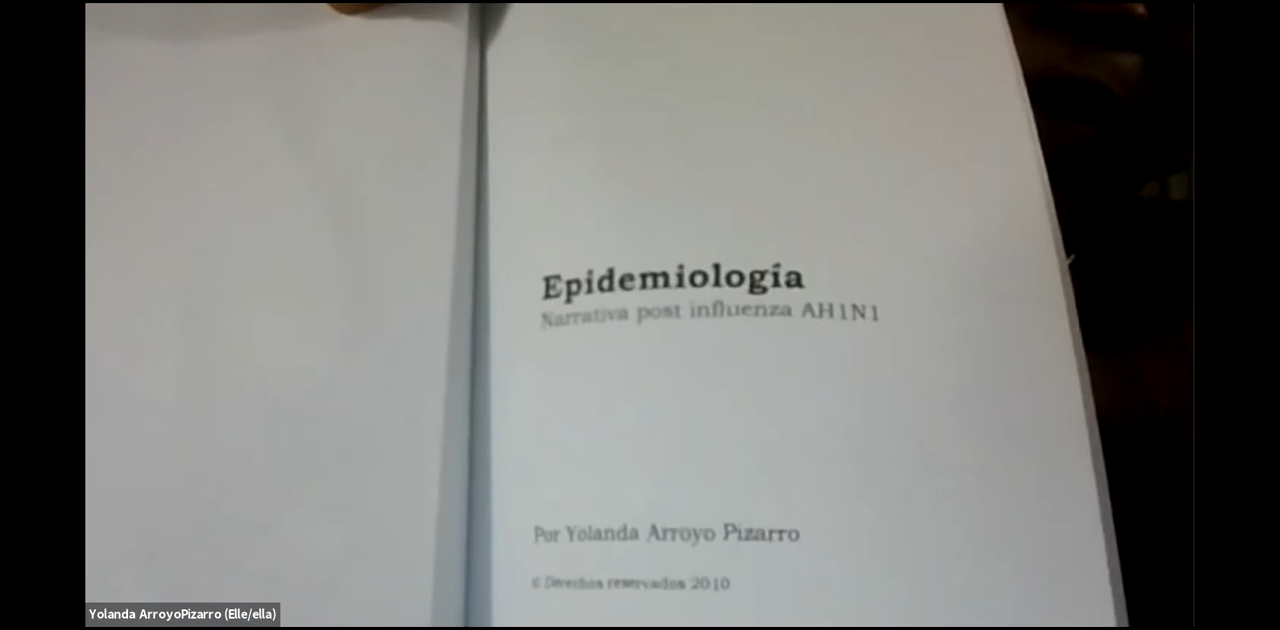 Epidemiología
Narrativa post influenza AH1N1
Por Yolanda Arroyo Pizarro
© Derechos reservados 2010
Yolanda ArroyoPizarro (Elle/ella)